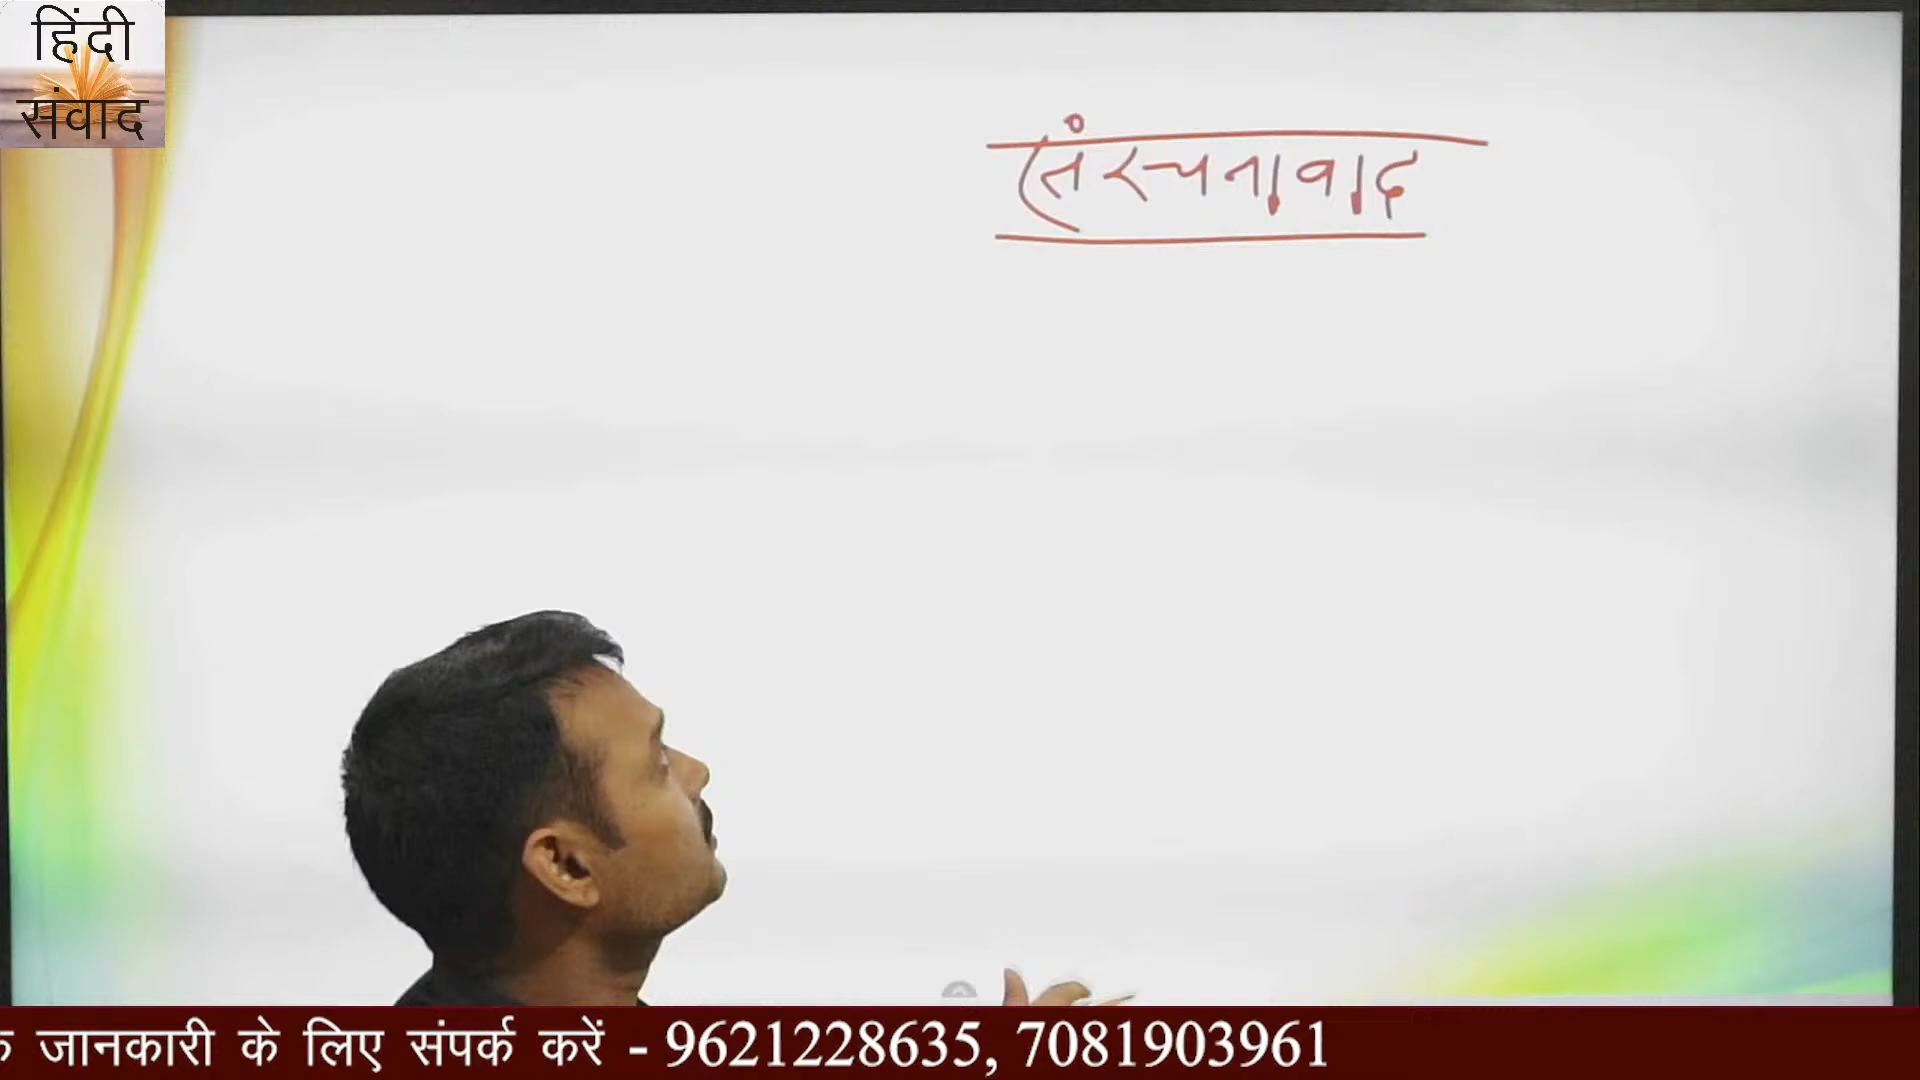 हिंदी
संवाद
संरचनावाद
जानकारी के लिए संपर्क करें - 9621228635, 7081903961